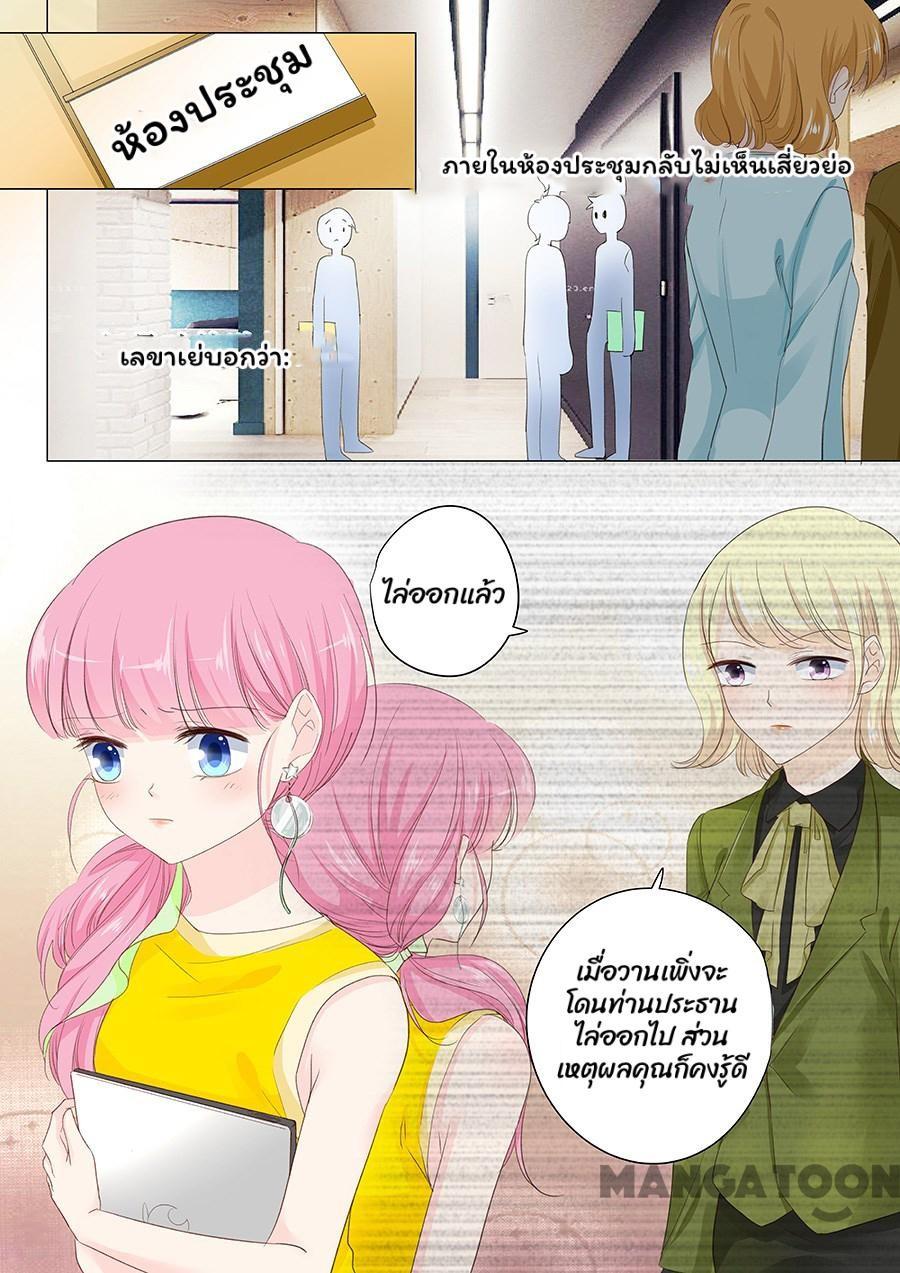 ห้องประชุม
ภายในห้องประชุมกลับไม่เห็นเสี่ยวย่อ
เลขาเย่บอกว่า:
ไล่ออกแล้ว
เมื่อวานเพิ่งจะ
โดนท่านประธาน
ไล่ออกไป ส่วน
เหตุผลคุณก็คงรู้ดี
MANGATOON